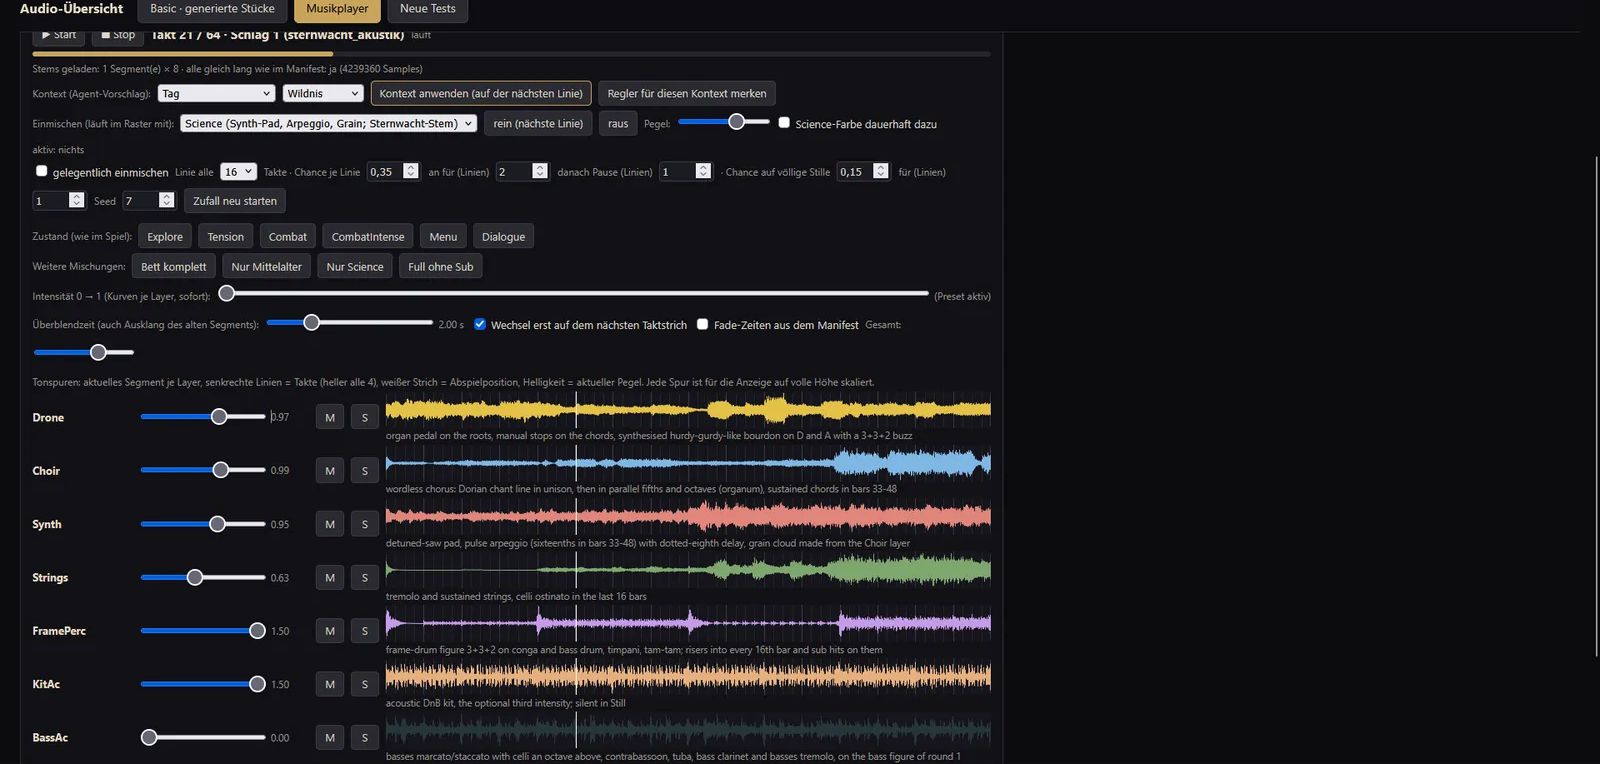 Audio-Übersicht Basic · generierte Stücke Musikplayer Neue Tests
▶ Start ■ Stop Takt 21 / 64 · Schlag 1 (sternwacht_akustik) läuft
Stems geladen: 1 Segment(e) × 8 · alle gleich lang wie im Manifest: ja (4239360 Samples)
Kontext (Agent-Vorschlag): Tag Wildnis Kontext anwenden (auf der nächsten Linie) Regler für diesen Kontext merken
Einmischen (läuft im Raster mit): Science (Synth-Pad, Arpeggio, Grain; Sternwacht-Stem) rein (nächste Linie) raus Pegel: Science-Farbe dauerhaft dazu
aktiv: nichts
gelegentlich einmischen Linie alle 16 Takte · Chance je Linie 0,35 an für (Linien) 2 danach Pause (Linien) 1 · Chance auf völlige Stille 0,15 für (Linien)
1 Seed 7 Zufall neu starten
Zustand (wie im Spiel): Explore Tension Combat CombatIntense Menu Dialogue
Weitere Mischungen: Bett komplett Nur Mittelalter Nur Science Full ohne Sub
Intensität 0 → 1 (Kurven je Layer, sofort): (Preset aktiv)
Überblendzeit (auch Ausklang des alten Segments): 2.00 s Wechsel erst auf dem nächsten Taktstrich Fade-Zeiten aus dem Manifest Gesamt:
Tonspuren: aktuelles Segment je Layer, senkrechte Linien = Takte (heller alle 4), weißer Strich = Abspielposition, Helligkeit = aktueller Pegel. Jede Spur ist für die Anzeige auf volle Höhe skaliert.
Drone 0.97 M S
organ pedal on the roots, manual stops on the chords, synthesised hurdy-gurdy-like bourdon on D and A with a 3+3+2 buzz
Choir 0.99 M S
wordless chorus: Dorian chant line in unison, then in parallel fifths and octaves (organum), sustained chords in bars 33-48
Synth 0.95 M S
detuned-saw pad, pulse arpeggio (sixteenths in bars 33-48) with dotted-eighth delay, grain cloud made from the Choir layer
Strings 0.63 M S
tremolo and sustained strings, celli ostinato in the last 16 bars
FramePerc 1.50 M S
frame-drum figure 3+3+2 on conga and bass drum, timpani, tam-tam; risers into every 16th bar and sub hits on them
KitAc 1.50 M S
acoustic DnB kit, the optional third intensity; silent in Still
BassAc 0.00 M S
basses marcato/staccato with celli an octave above, contrabassoon, tuba, bass clarinet and basses tremolo, on the bass figure of round 1